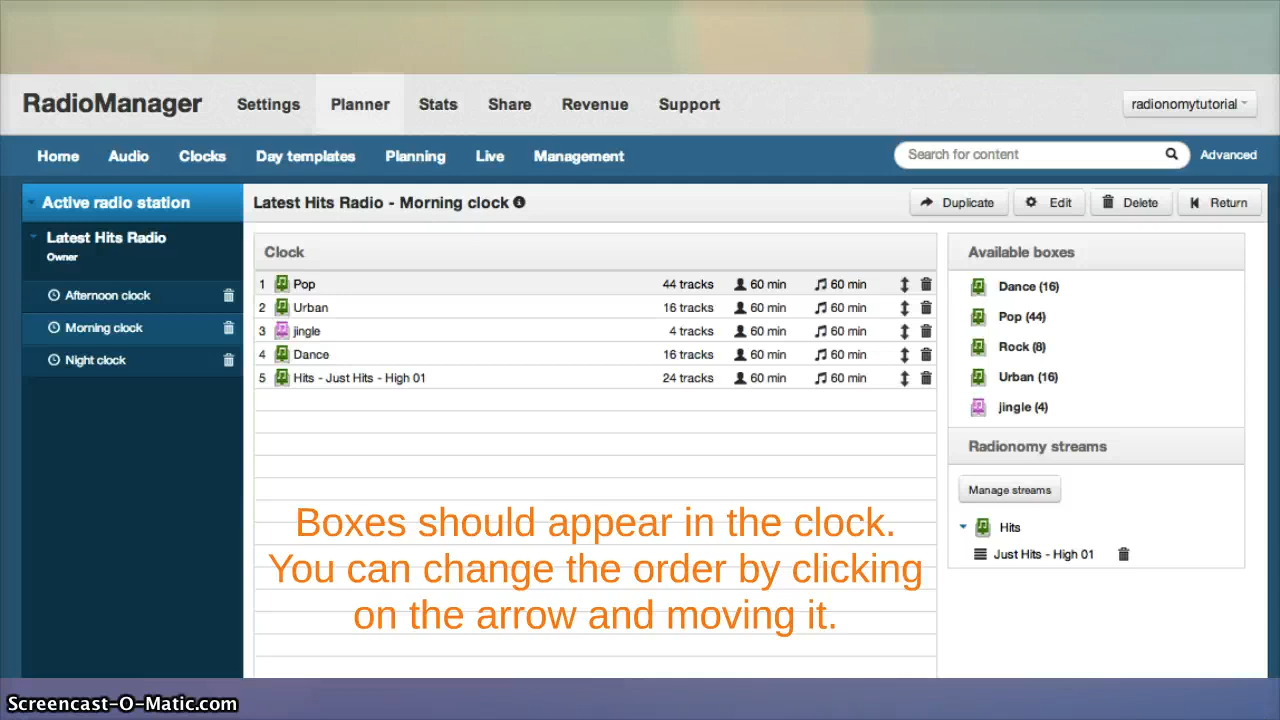 RadioManager Settings Planner Stats Share Revenue Support radionomytutorial
Home Audio Clocks Day templates Planning Live Management Search for content Advanced
Active radio station
Latest Hits Radio
Owner
Afternoon clock
Morning clock
Night clock
Latest Hits Radio - Morning clock Duplicate Edit Delete Return
Clock
1 Pop 44 tracks 60 min 60 min
2 Urban 16 tracks 60 min 60 min
3 jingle 4 tracks 60 min 60 min
4 Dance 16 tracks 60 min 60 min
5 Hits - Just Hits - High 01 24 tracks 60 min 60 min
Boxes should appear in the clock.
You can change the order by clicking
on the arrow and moving it.
Available boxes
Dance (16)
Pop (44)
Rock (8)
Urban (16)
jingle (4)
Radionomy streams
Manage streams
Hits
Just Hits - High 01
Screencast-O-Matic.com